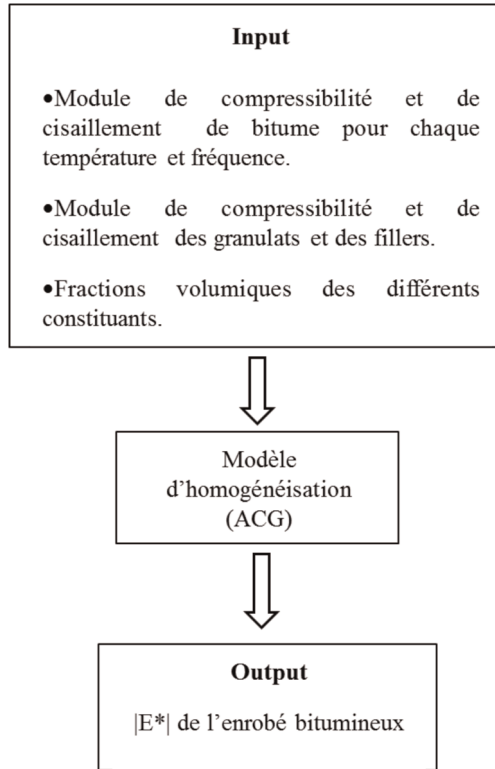 Input
•Module de compressibilité et de
cisaillement de bitume pour chaque
température et fréquence.
•Module de compressibilité et de
cisaillement des granulats et des fillers.
•Fractions volumiques des différents
constituants.
Modèle
d’homogénéisation
(ACG)
Output
|E*| de l’enrobé bitumineux